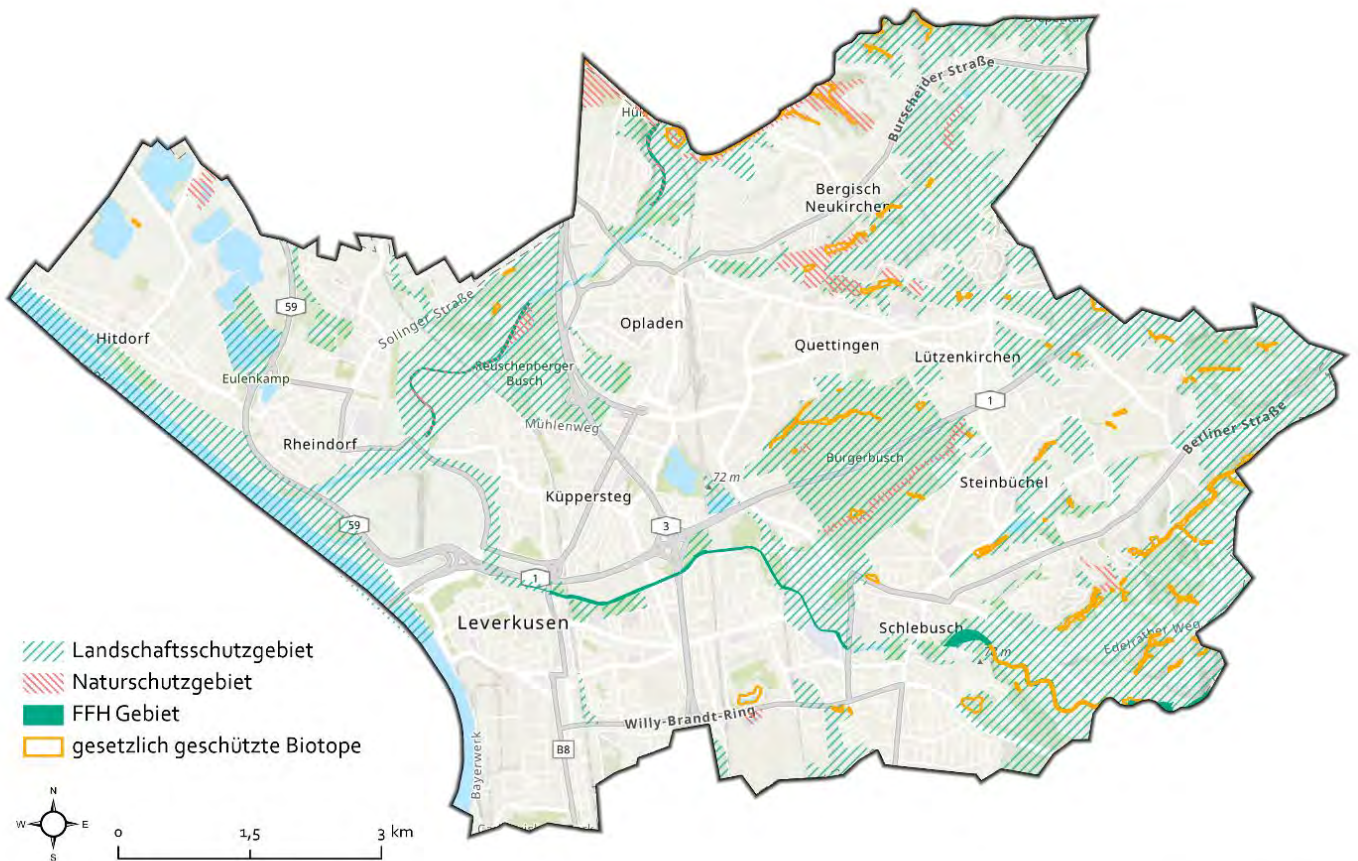 Burscheider Straße
Bergisch
Neukirchen
59
Solinger Straße
Hitdorf
Opladen
Quettingen
Lützenkirchen
Reuschenberger
Busch
Eulenkamp
1
Mühlenweg
Berliner Straße
Rheindorf
Bürgerbusch
72 m
Steinbüchel
Küppersteg
59
3
1
Leverkusen
Schlebusch
Edelrather Weg
Landschaftsschutzgebiet
Naturschutzgebiet
FFH Gebiet
gesetzlich geschützte Biotope
Willy-Brandt-Ring
B8
Bayerwerk
N
W
E
S
0
1,5
3 km